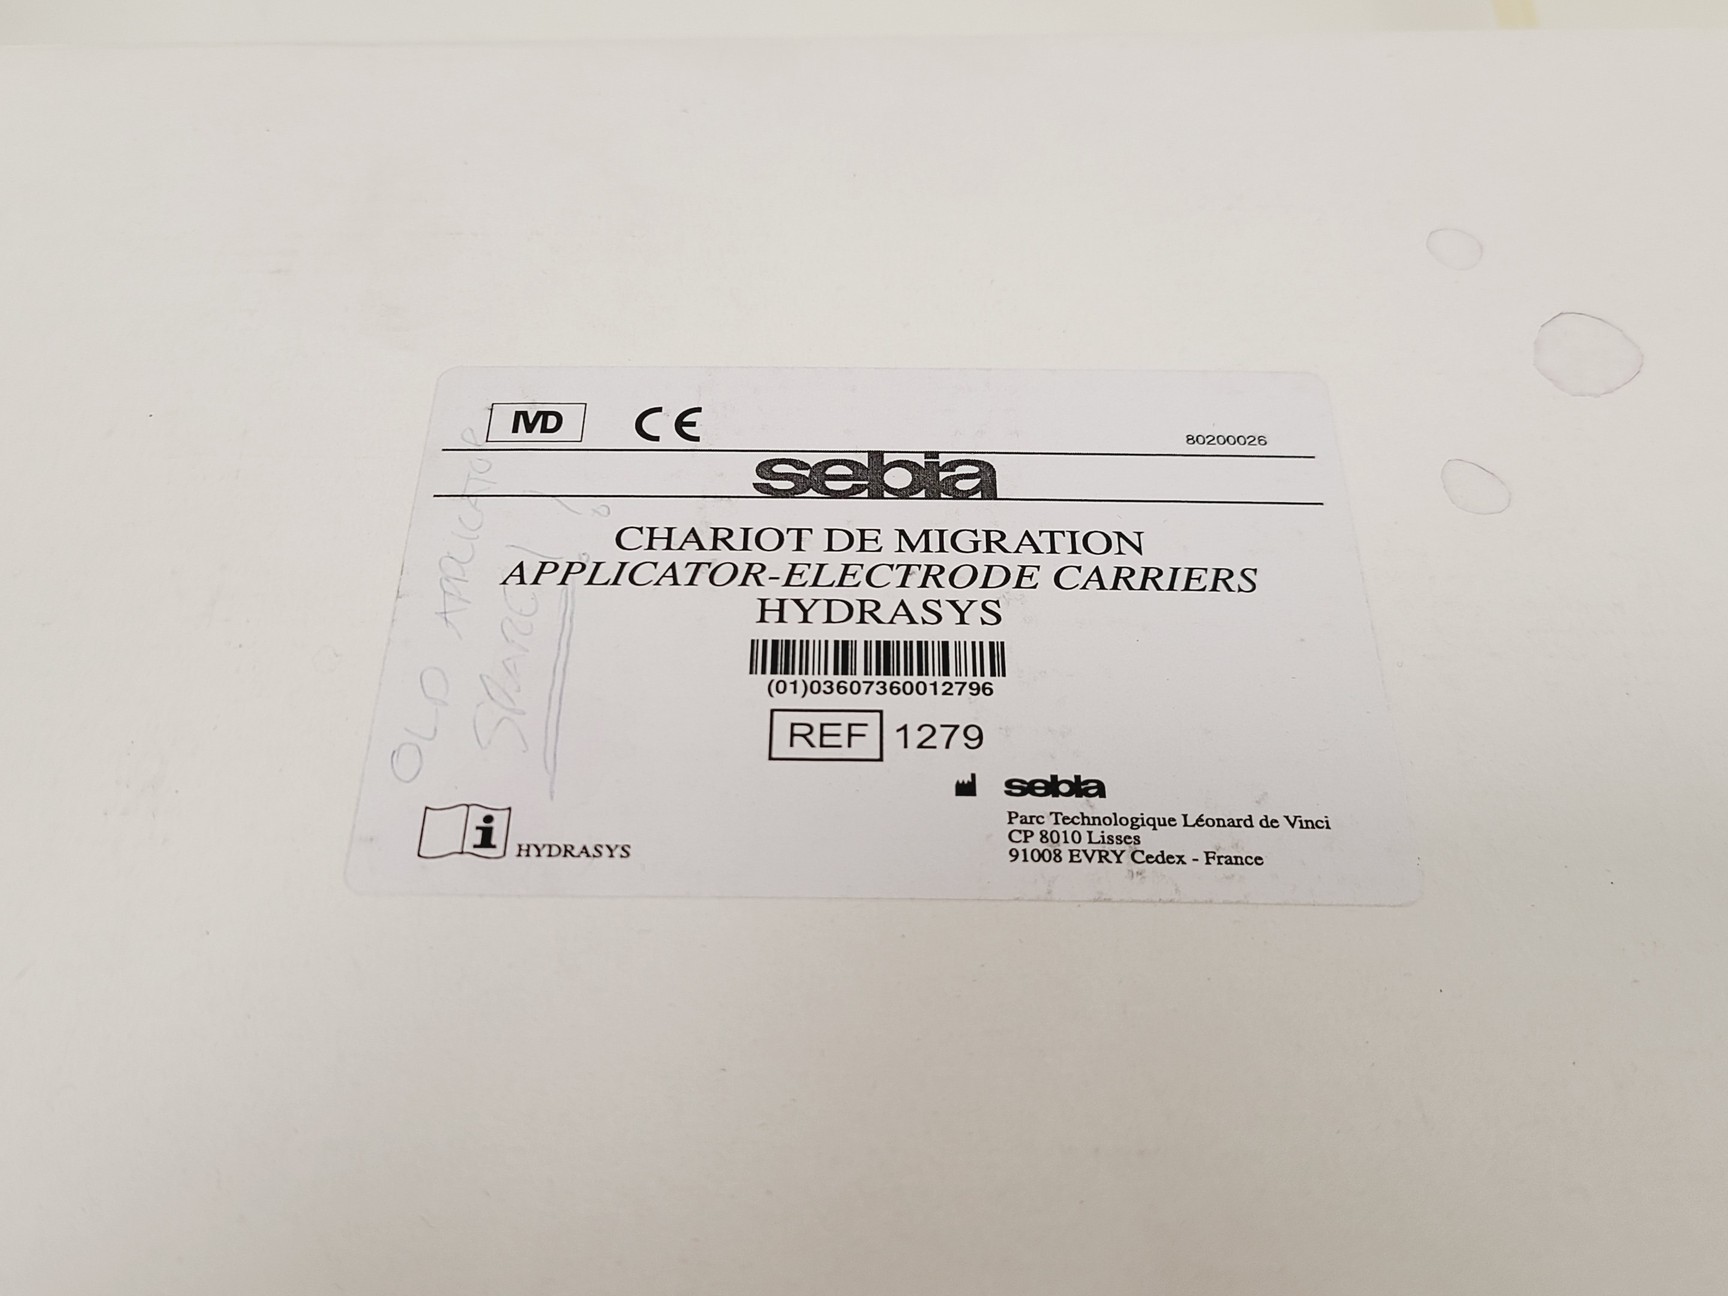 IVD CE
80200026
sebia
CHARIOT DE MIGRATION
APPLICATOR-ELECTRODE CARRIERS
HYDRASYS
(01)03607360012796
REF 1279
sebia
Parc Technologique Léonard de Vinci
CP 8010 Lisses
91008 EVRY Cedex - France
i HYDRASYS
OLD APPLICATOR
SPARE!